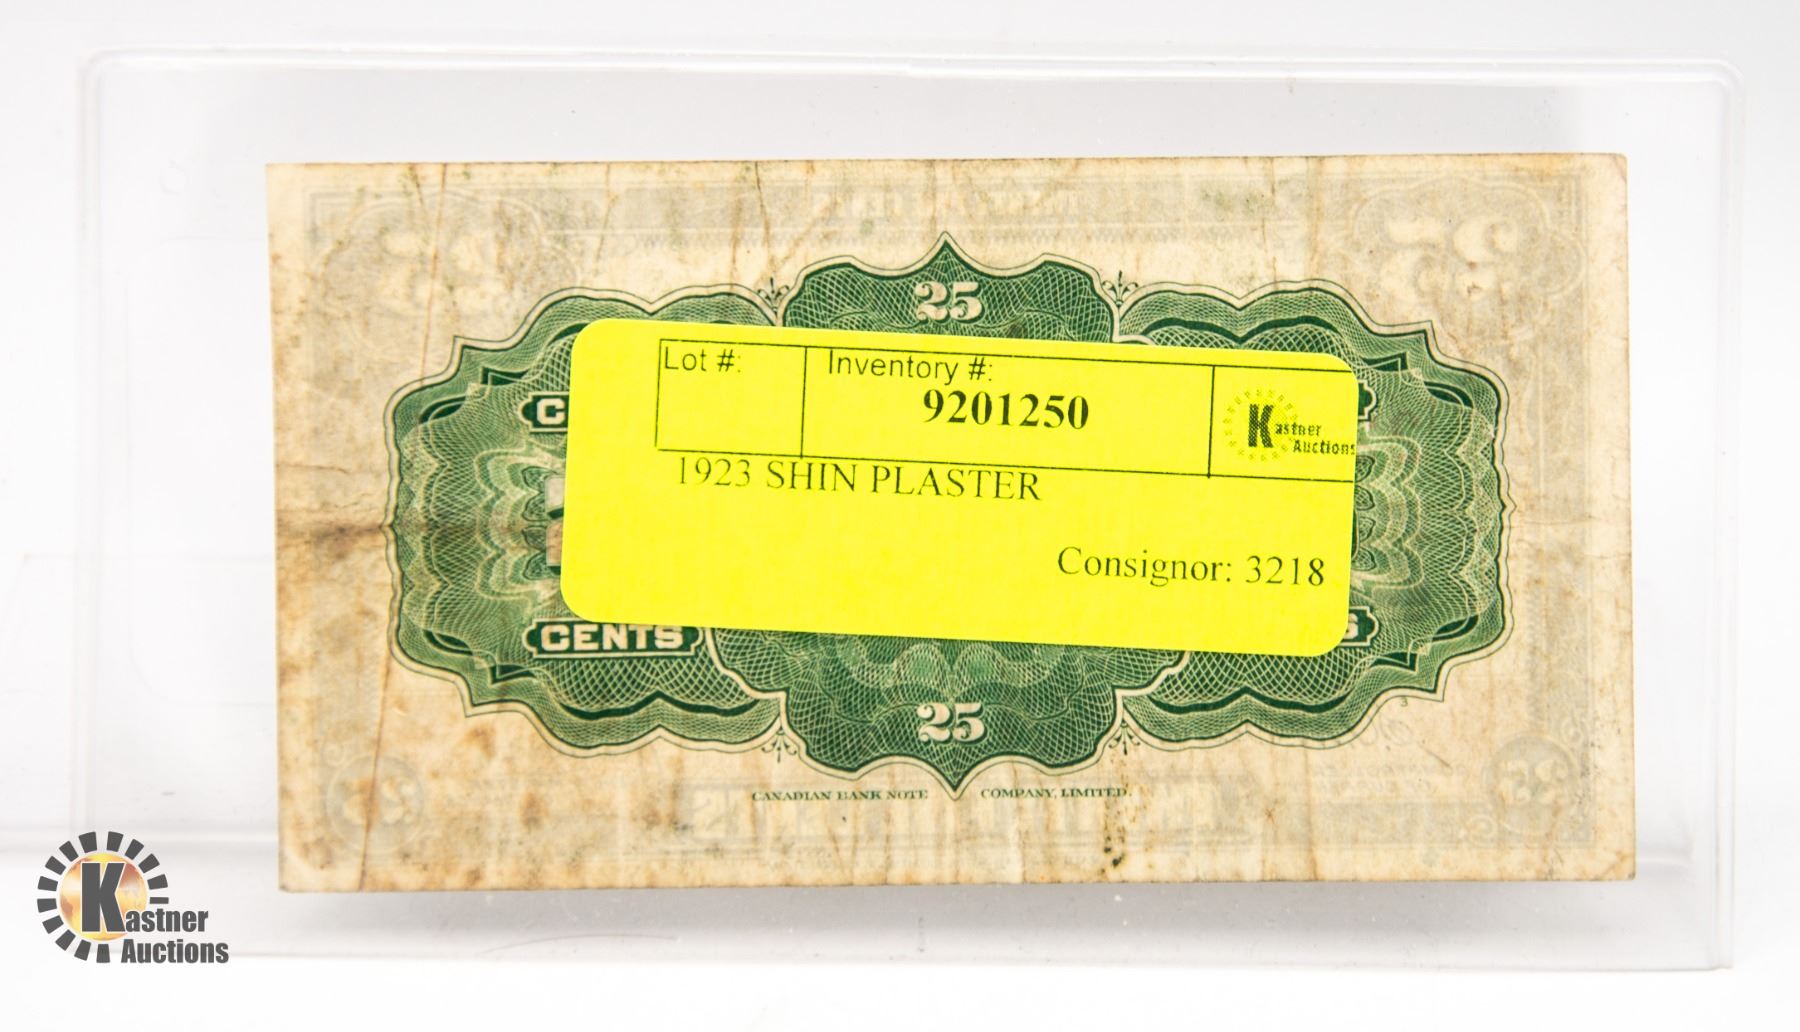 25
C
Lot #:
Inventory #:
9201250
Kastner
Auctions
1923 SHIN PLASTER
Consignor: 3218
CENTS
S
25
CANADIAN BANK NOTE COMPANY, LIMITED.
3
Kastner
Auctions